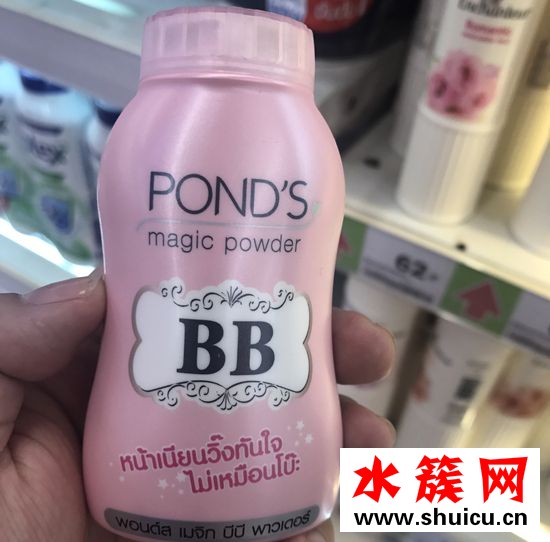 POND'S
magic powder
BB
หน้าเนียนวิ๊งทันใจ
ไม่เหมือนโบ๊ะ
พอนด์ส เมจิก บีบี พาวเดอร์
62.-
水簇网
www.shuicu.cn